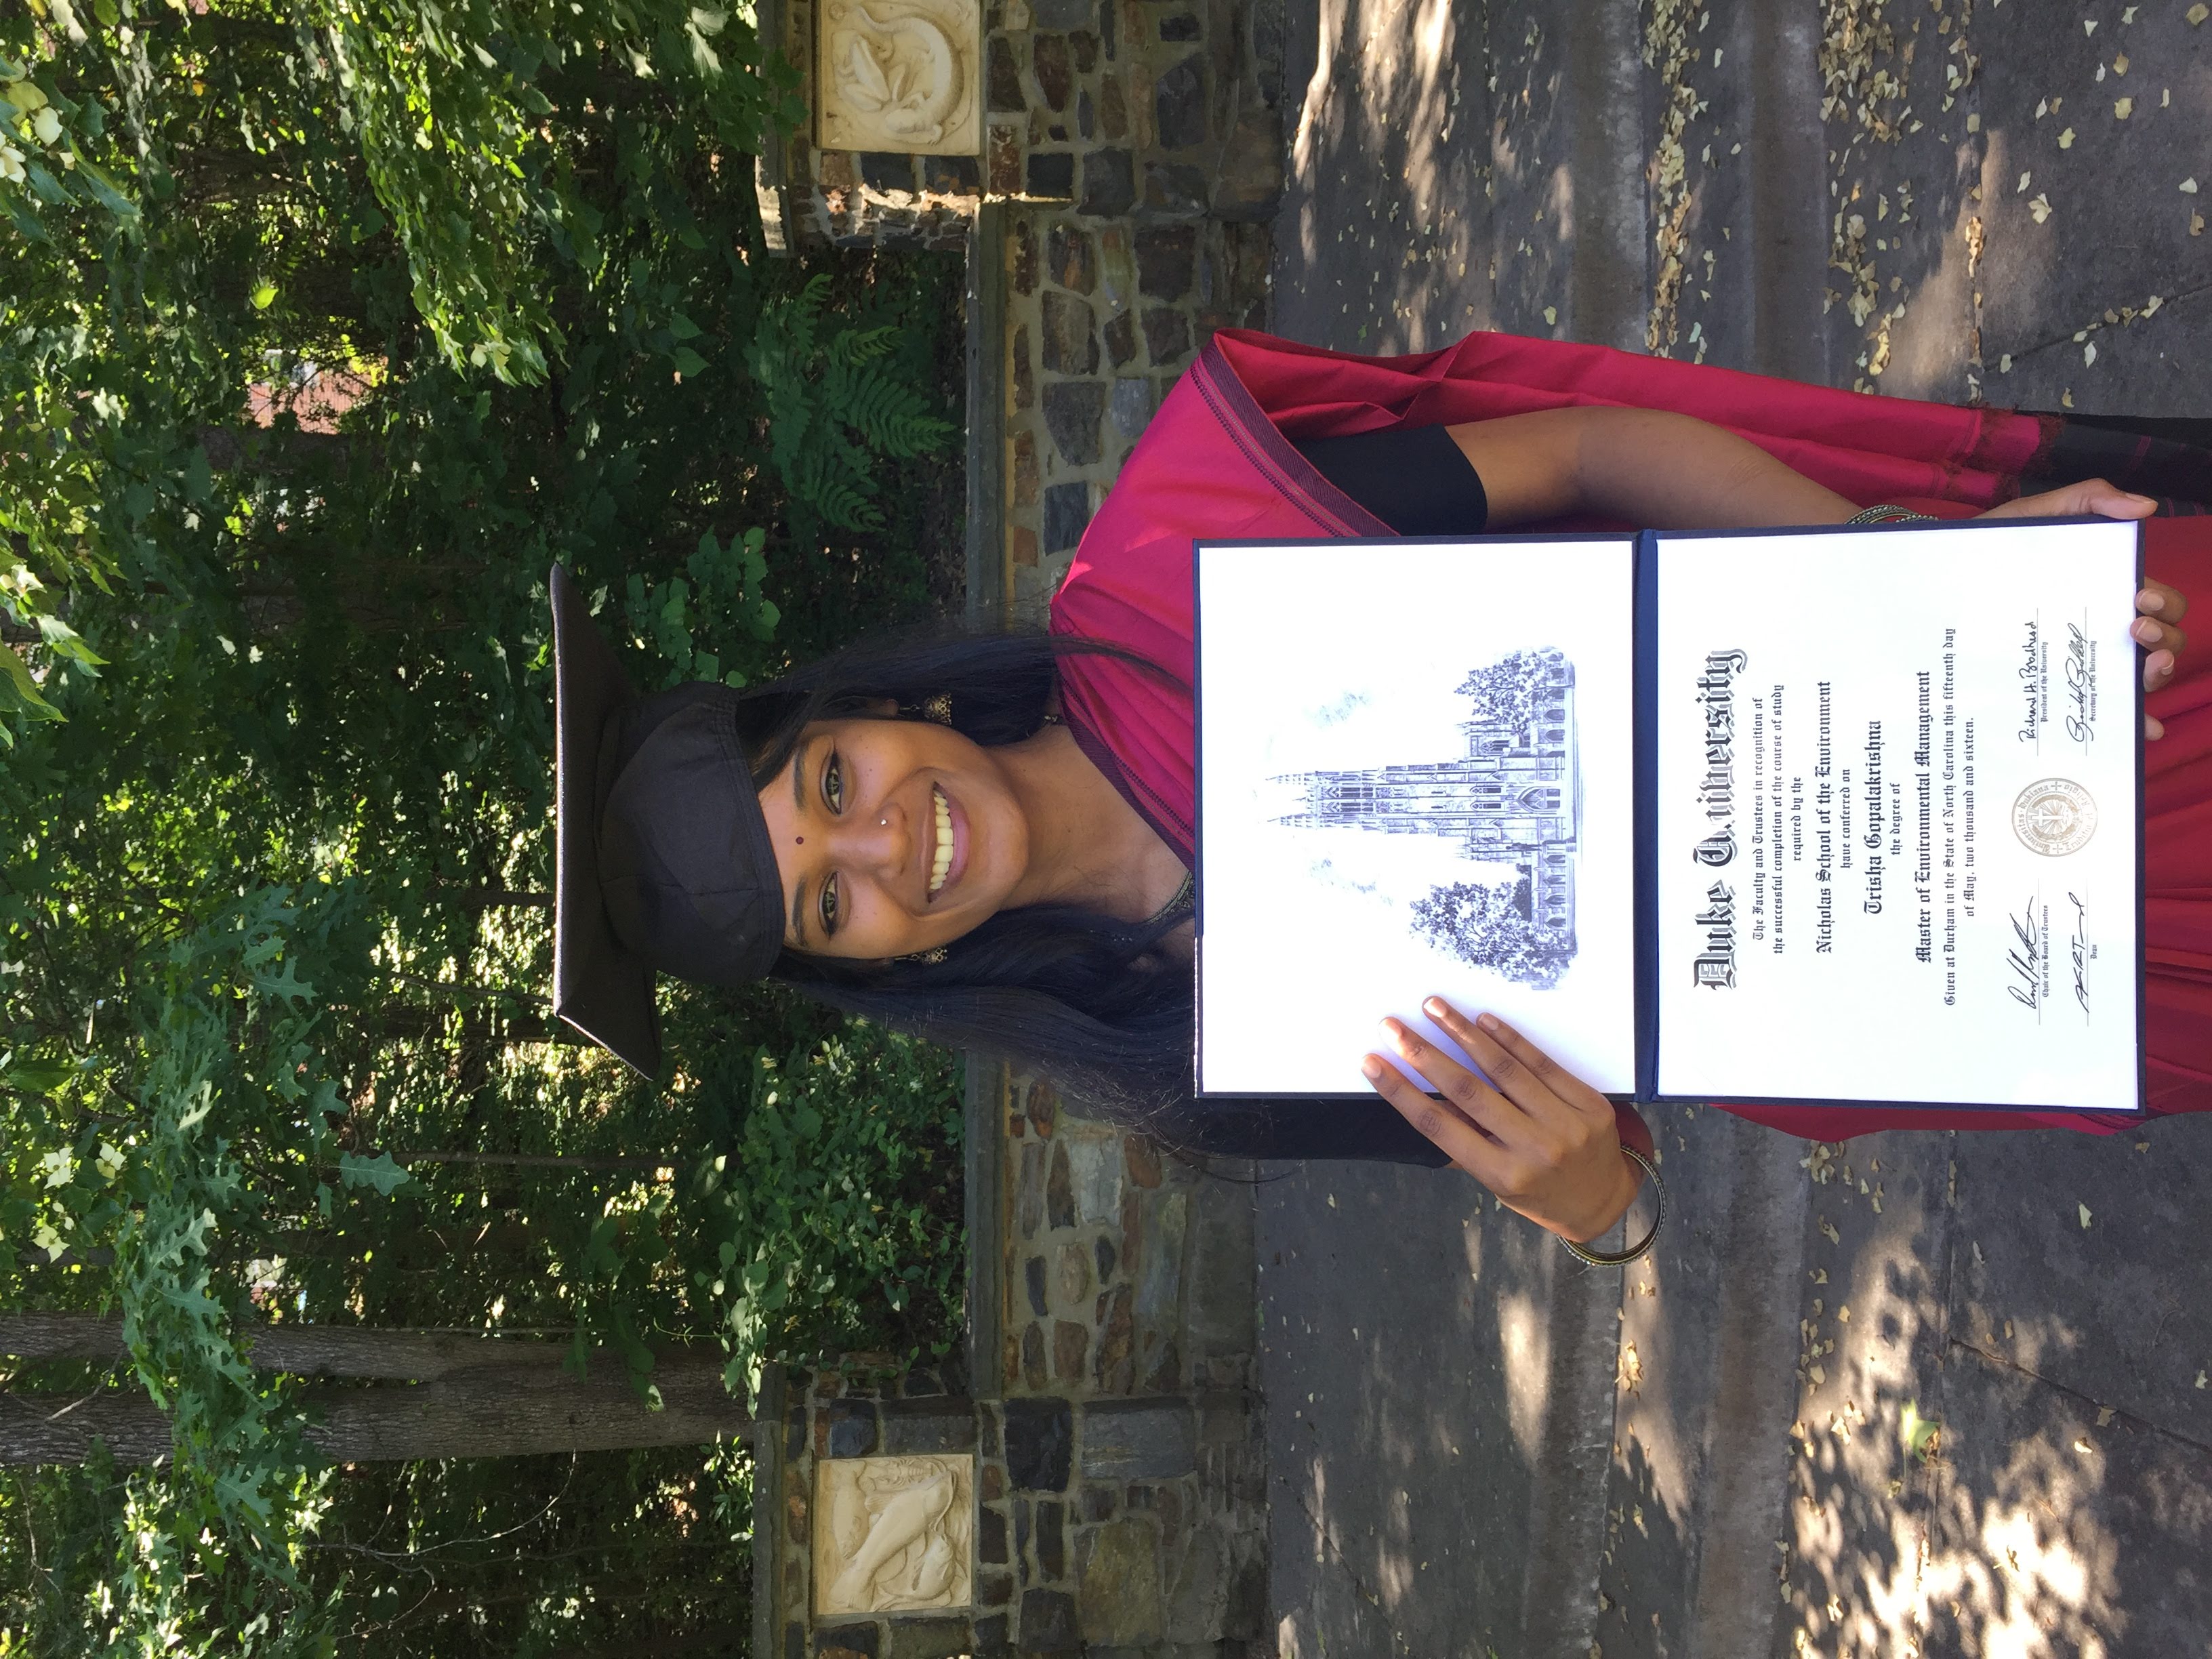 Duke University
The Faculty and Trustees in recognition of
the successful completion of the course of study
required by the
Nicholas School of the Environment
have conferred on
Trisha Gopalakrishna
the degree of
Master of Environmental Management
Given at Durham in the State of North Carolina this fifteenth day
of May, two thousand and sixteen.
Richard H. Brodhead
Chair of the Board of Trustees
President of the University
Dean
Secretary of the University